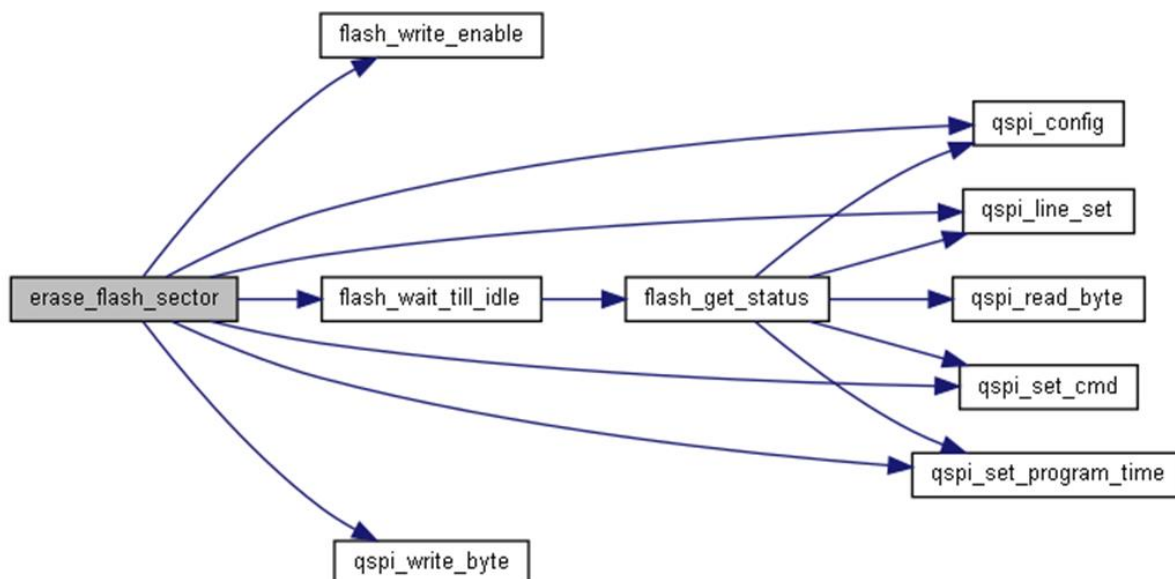 flash_write_enable
qspi_config
qspi_line_set
erase_flash_sector
flash_wait_till_idle
flash_get_status
qspi_read_byte
qspi_set_cmd
qspi_set_program_time
qspi_write_byte